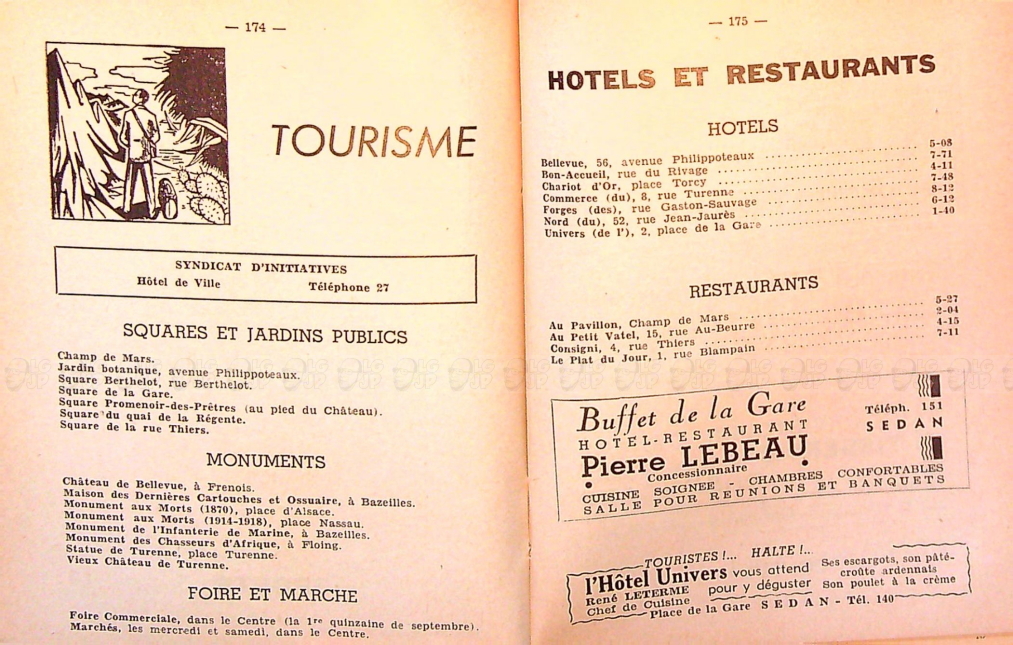 — 174 —
TOURISME
SYNDICAT D'INITIATIVES
Hôtel de Ville Téléphone 27
SQUARES ET JARDINS PUBLICS
Champ de Mars.
Jardin botanique, avenue Philippoteaux.
Square Berthelot, rue Berthelot.
Square de la Gare.
Square Promenoir-des-Prêtres (au pied du Château).
Square du quai de la Régente.
Square de la rue Thiers.
MONUMENTS
Château de Bellevue, à Frenois.
Maison des Dernières Cartouches et Ossuaire, à Bazeilles.
Monument aux Morts (1870), place d'Alsace.
Monument aux Morts (1914-1918), place Nassau.
Monument de l'Infanterie de Marine, à Bazeilles.
Monument des Chasseurs d'Afrique, à Floing.
Statue de Turenne, place Turenne.
Vieux Château de Turenne.
FOIRE ET MARCHE
Foire Commerciale, dans le Centre (la 1re quinzaine de septembre).
Marchés, les mercredi et samedi, dans le Centre.
— 175 —
HOTELS ET RESTAURANTS
HOTELS
Bellevue, 56, avenue Philippoteaux 5-08
Bon-Accueil, rue du Rivage 7-71
Chariot d'Or, place Torcy 4-11
Commerce (du), 8, rue Turenne 7-48
Forges (des), rue Gaston-Sauvage 8-12
Nord (du), 52, rue Jean-Jaurès 6-12
Univers (de l'), 2, place de la Gare 1-40
RESTAURANTS
Au Pavillon, Champ de Mars 5-27
Au Petit Vatel, 15, rue Au-Beurre 2-04
Consigni, 4, rue Thiers 4-15
Le Plat du Jour, 1, rue Blampain 7-11
Buffet de la Gare
HOTEL-RESTAURANT
Pierre LEBEAU
Concessionnaire
Téléph. 151
SEDAN
CUISINE SOIGNEE - CHAMBRES CONFORTABLES
SALLE POUR REUNIONS ET BANQUETS
TOURISTES !... HALTE !..
l'Hôtel Univers vous attend
René LETERME pour y déguster
Chef de Cuisine
Ses escargots, son pâté-
croûte ardennais
Son poulet à la crème
Place de la Gare SEDAN - Tél. 140